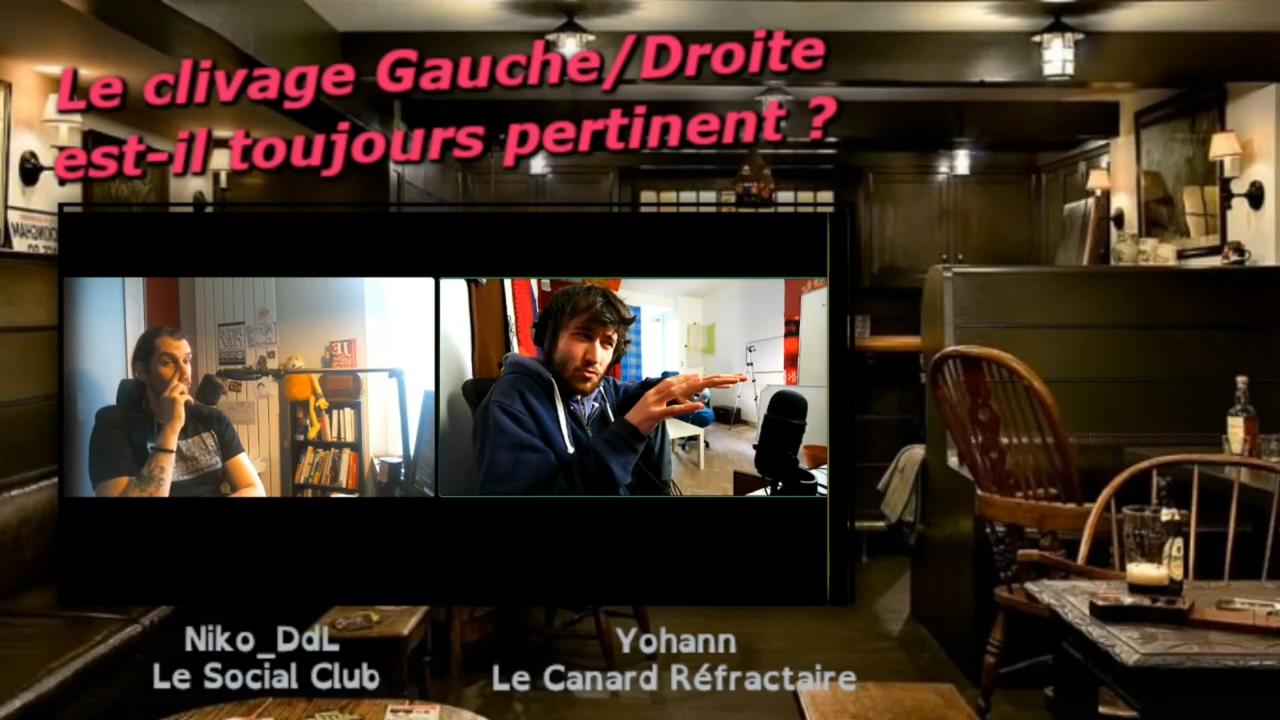 Le clivage Gauche/Droite
est-il toujours pertinent ?
Niko_DdL
Le Social Club
Yohann
Le Canard Réfractaire